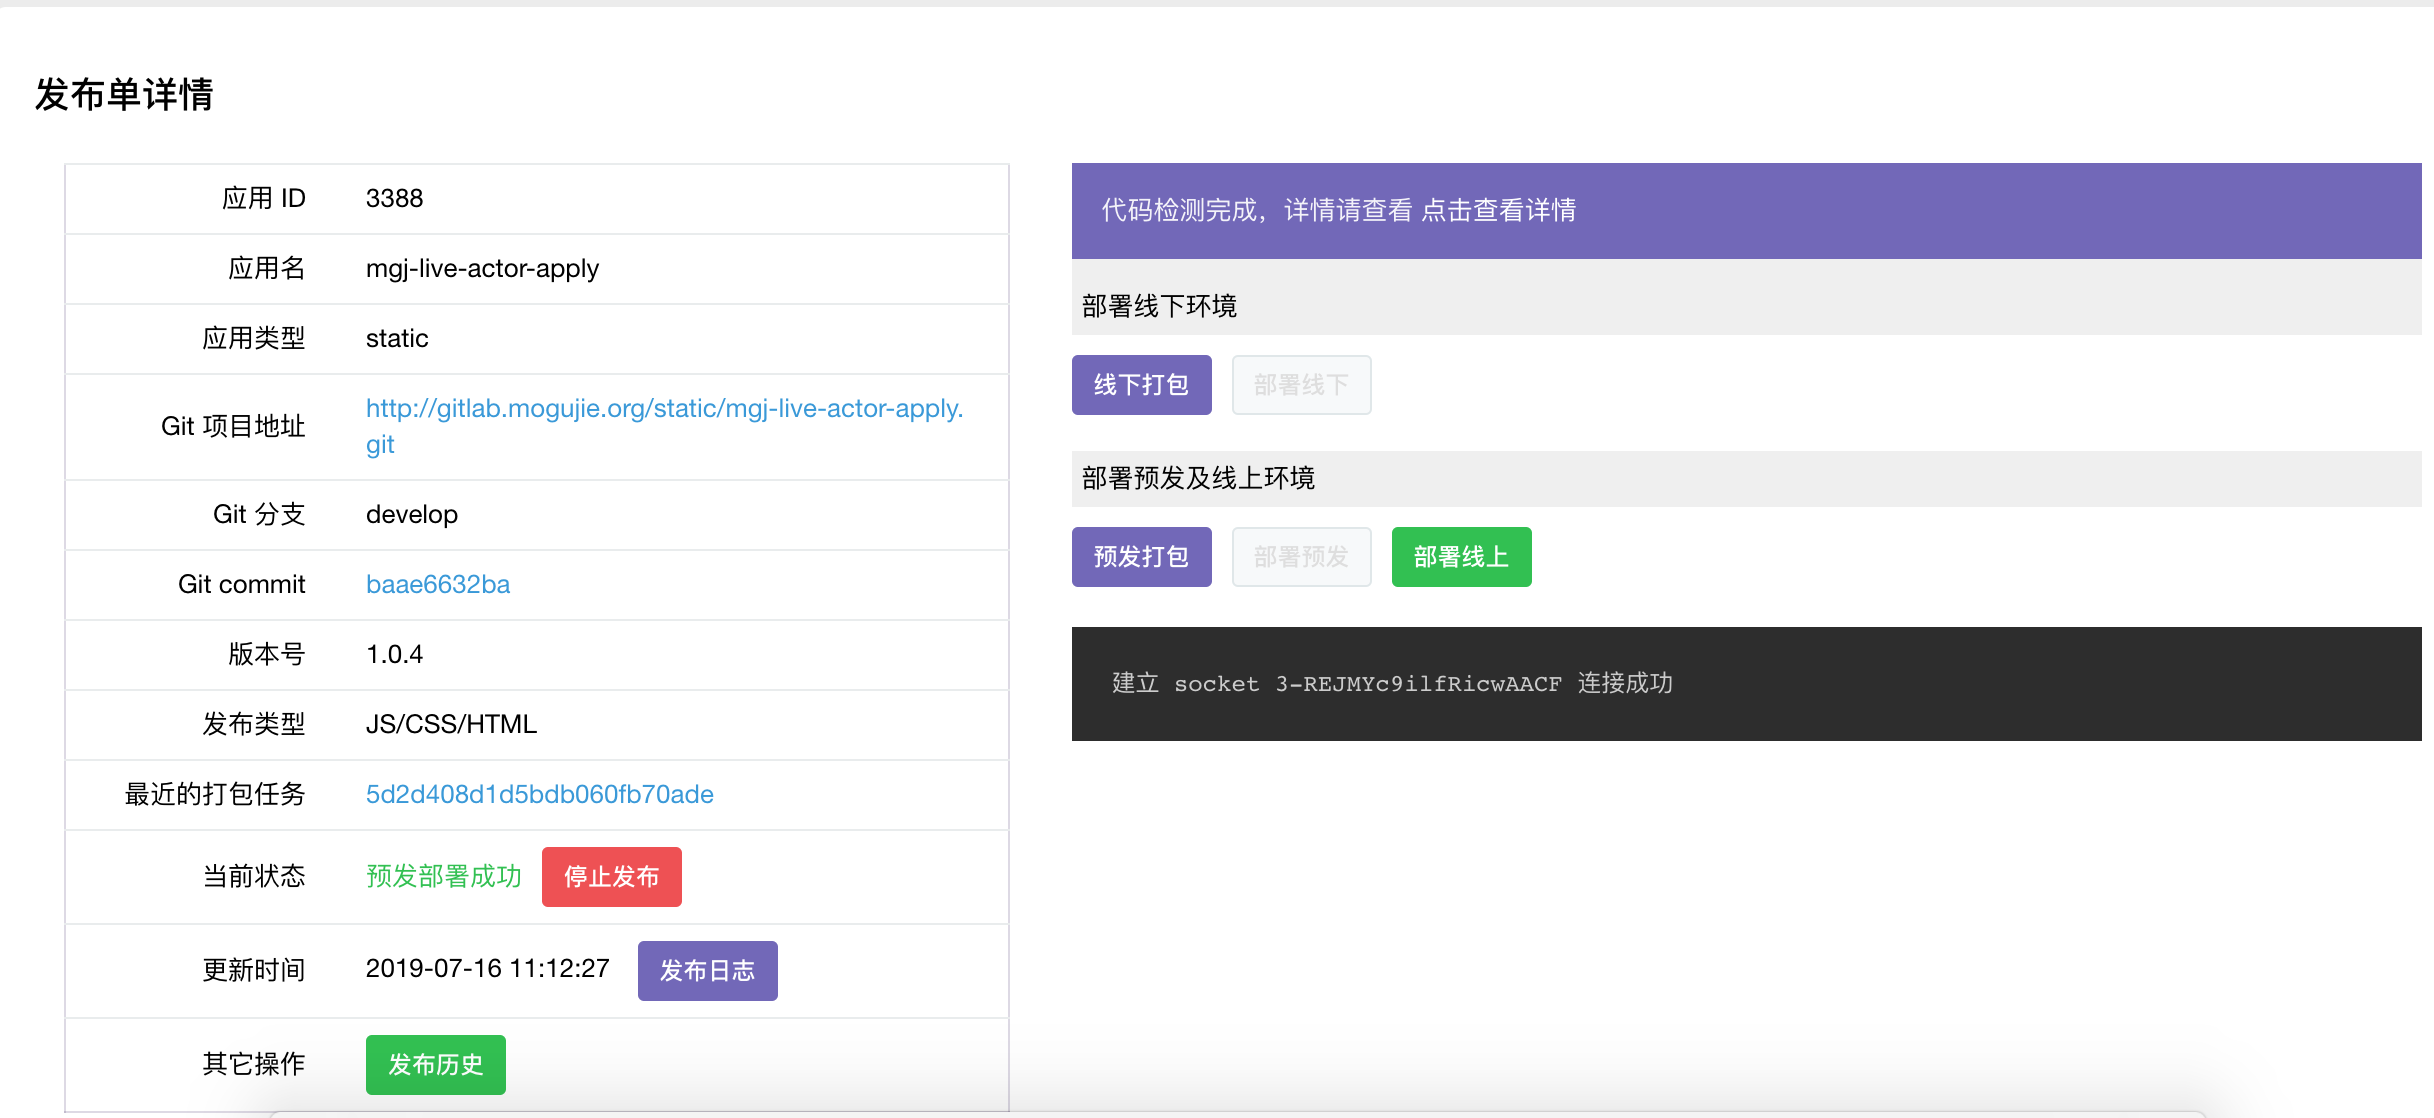 发布单详情
应用 ID 3388
应用名 mgj-live-actor-apply
应用类型 static
Git 项目地址 http://gitlab.mogujie.org/static/mgj-live-actor-apply.
git
Git 分支 develop
Git commit baae6632ba
版本号 1.0.4
发布类型 JS/CSS/HTML
最近的打包任务 5d2d408d1d5bdb060fb70ade
当前状态 预发部署成功 停止发布
更新时间 2019-07-16 11:12:27 发布日志
其它操作 发布历史
代码检测完成，详情请查看 点击查看详情
部署线下环境
线下打包 部署线下
部署预发及线上环境
预发打包 部署预发 部署线上
建立 socket 3-REJMYc9ilfRicwAACF 连接成功